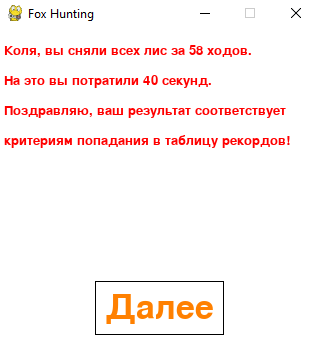 Fox Hunting
Коля, вы сняли всех лис за 58 ходов.
На это вы потратили 40 секунд.
Поздравляю, ваш результат соответствует
критериям попадания в таблицу рекордов!
Далее